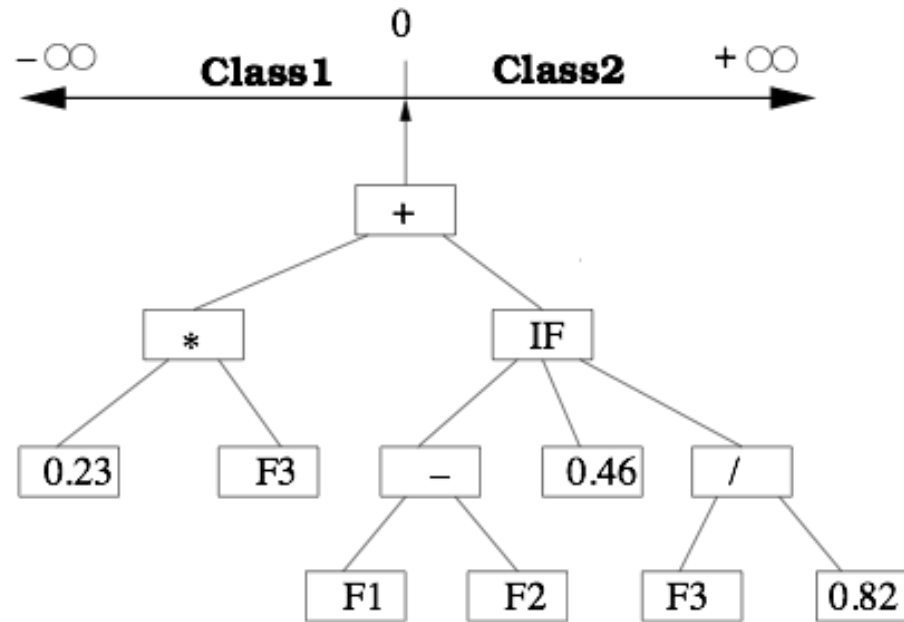 0
– ∞ Class1 Class2 + ∞
+
* IF
0.23 F3 – 0.46 /
F1 F2 F3 0.82